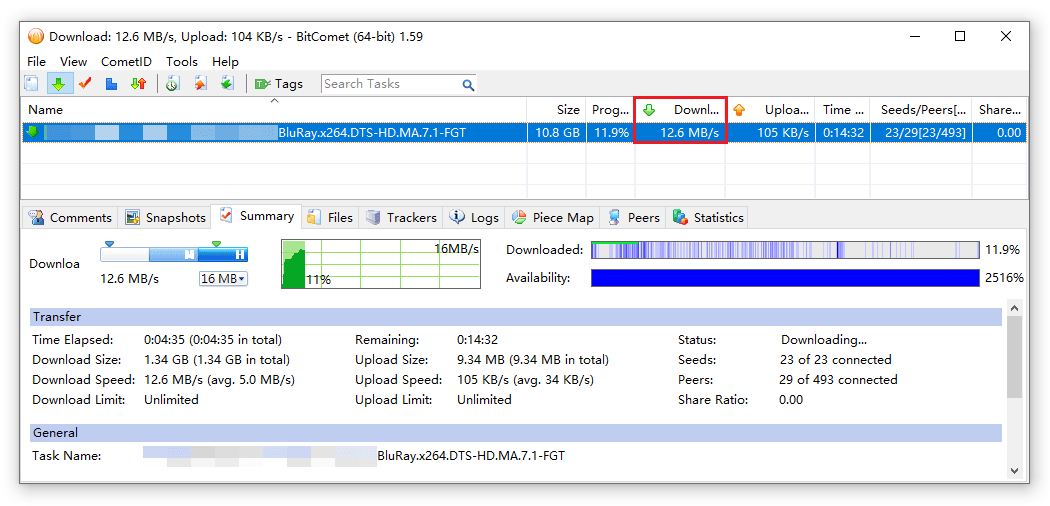 Download: 12.6 MB/s, Upload: 104 KB/s - BitComet (64-bit) 1.59
File View CometID Tools Help
Tags Search Tasks
Name Size Prog... Downl... Uploa... Time ... Seeds/Peers[... Share...
BluRay.x264.DTS-HD.MA.7.1-FGT 10.8 GB 11.9% 12.6 MB/s 105 KB/s 0:14:32 23/29[23/493] 0.00
Comments Snapshots Summary Files Trackers Logs Piece Map Peers Statistics
Downloa M H 16MB/s Downloaded: 11.9%
12.6 MB/s 16 MB 11% Availability: 2516%
Transfer
Time Elapsed: 0:04:35 (0:04:35 in total) Remaining: 0:14:32 Status: Downloading...
Download Size: 1.34 GB (1.34 GB in total) Upload Size: 9.34 MB (9.34 MB in total) Seeds: 23 of 23 connected
Download Speed: 12.6 MB/s (avg. 5.0 MB/s) Upload Speed: 105 KB/s (avg. 34 KB/s) Peers: 29 of 493 connected
Download Limit: Unlimited Upload Limit: Unlimited Share Ratio: 0.00
General
Task Name: BluRay.x264.DTS-HD.MA.7.1-FGT